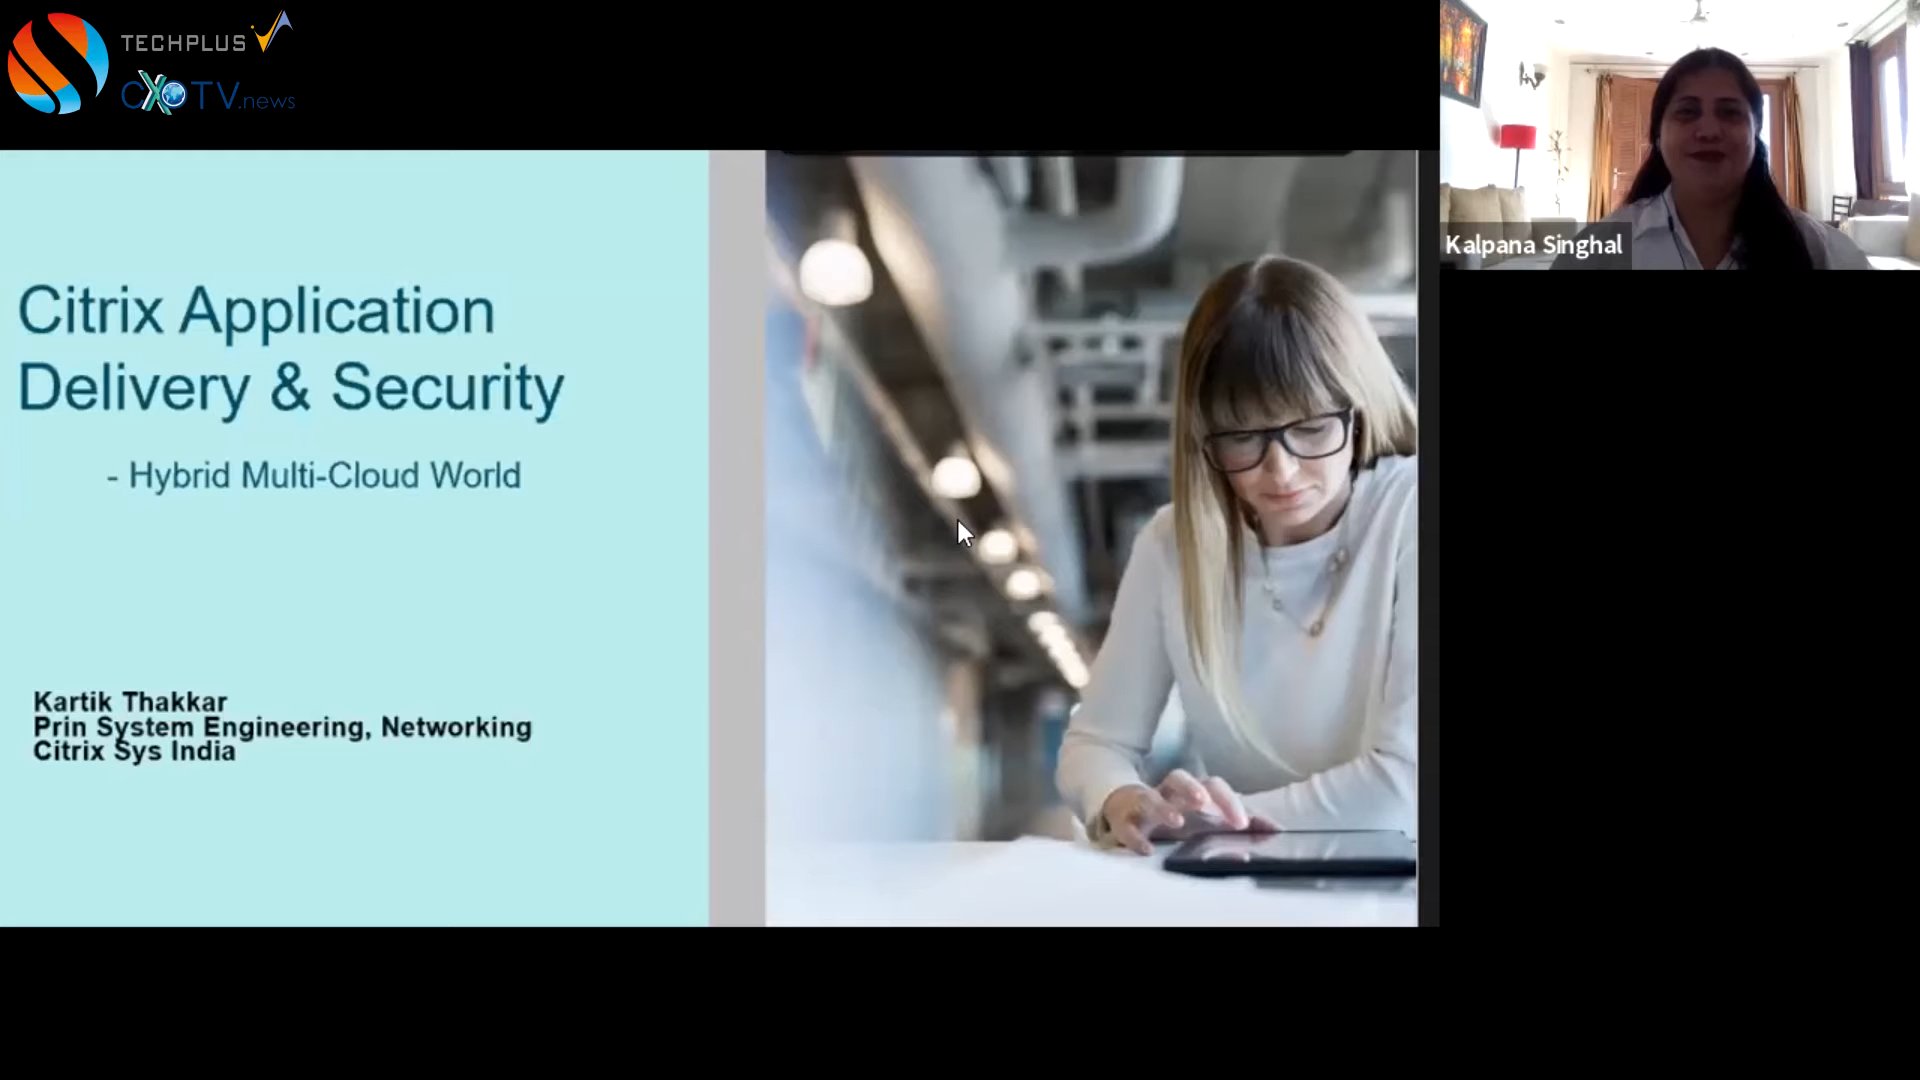 TECHPLUS
CXOTV.news
Kalpana Singhal
Citrix Application
Delivery & Security
- Hybrid Multi-Cloud World
Kartik Thakkar
Prin System Engineering, Networking
Citrix Sys India